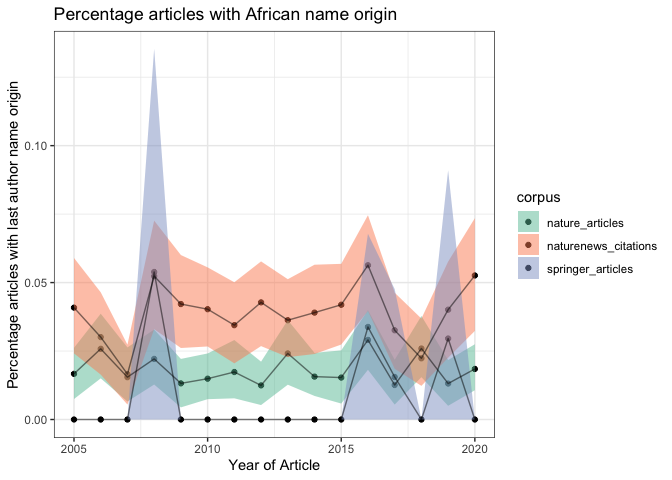 Percentage articles with African name origin
Percentage articles with last author name origin
0.10
0.05
0.00
2005
2010
2015
2020
Year of Article
corpus
nature_articles
naturenews_citations
springer_articles